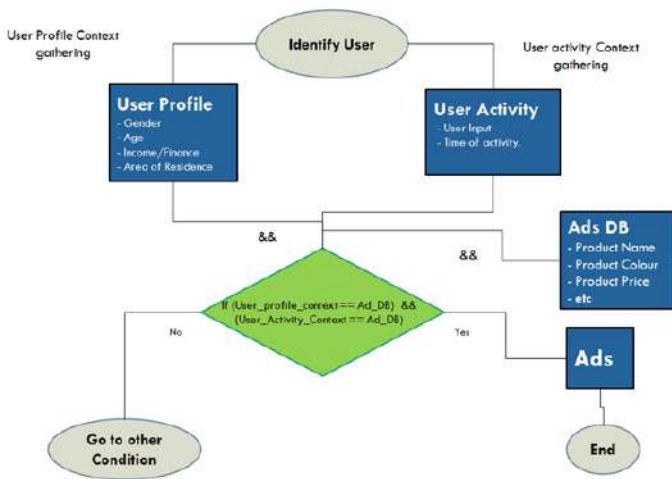 User Profile Context
gathering
Identify User
User activity Context
gathering
User Profile
- Gender
- Age
- Income/Finance
- Area of Residence
User Activity
- User Input
- Time of activity.
&&
&&
Ads DB
- Product Name
- Product Colour
- Product Price
- etc
If (User_profile_context == Ad_DB) &&
(User_Activity_Context == Ad_DB)
No
Yes
Ads
Go to other
Condition
End